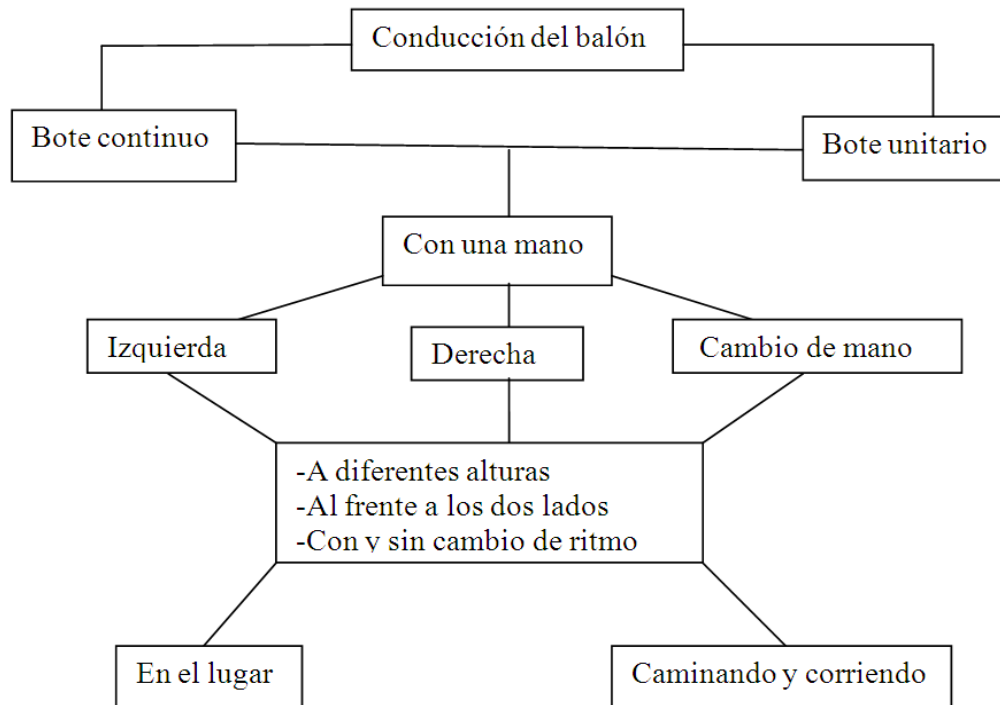 Conducción del balón
Bote continuo
Bote unitario
Con una mano
Izquierda
Derecha
Cambio de mano
-A diferentes alturas
-Al frente a los dos lados
-Con y sin cambio de ritmo
En el lugar
Caminando y corriendo